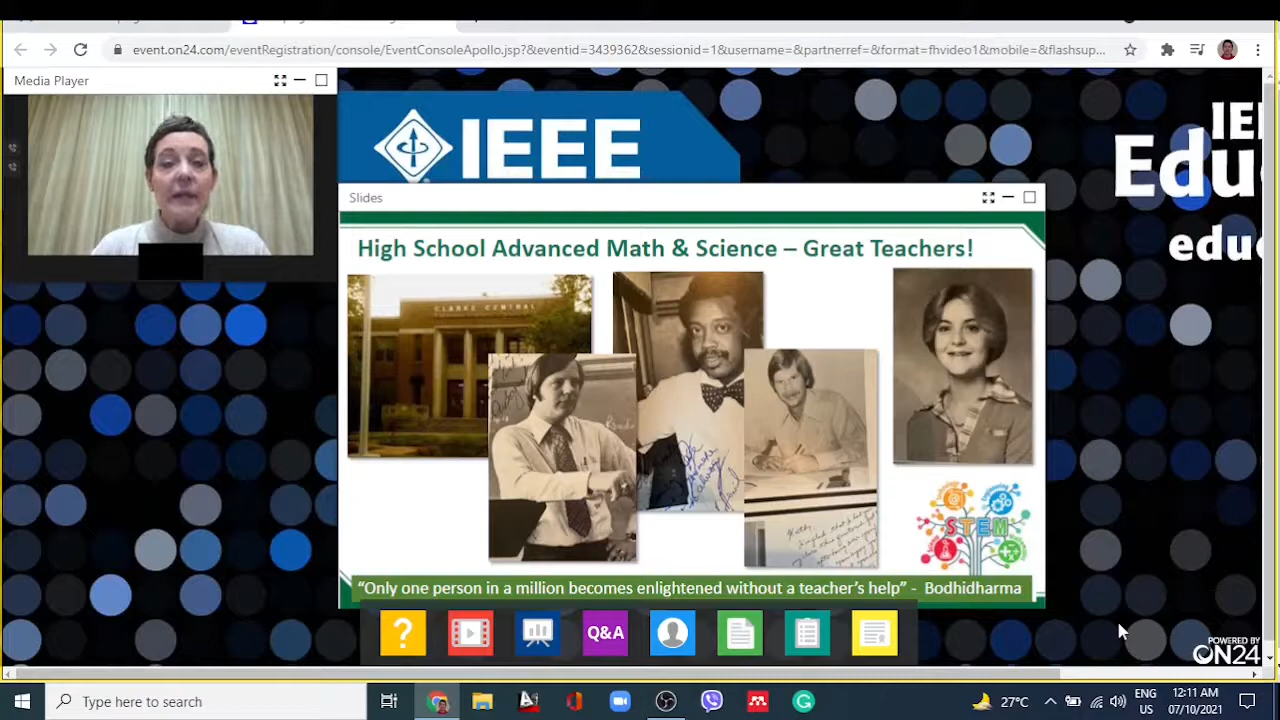 event.on24.com/eventRegistration/console/EventConsoleApollo.jsp?&eventid=3439362&sessionid=1&username=&partnerref=&format=fhvideo1&mobile=&flashsup...
Media Player
IEEE
Edu
edu
Slides
High School Advanced Math & Science – Great Teachers!
CLARKE CENTRAL
STEM
“Only one person in a million becomes enlightened without a teacher’s help” - Bodhidharma
?
Q&A
POWERED BY
ON24
Type here to search
27°C
ENG
US
12:11 AM
07/10/2021